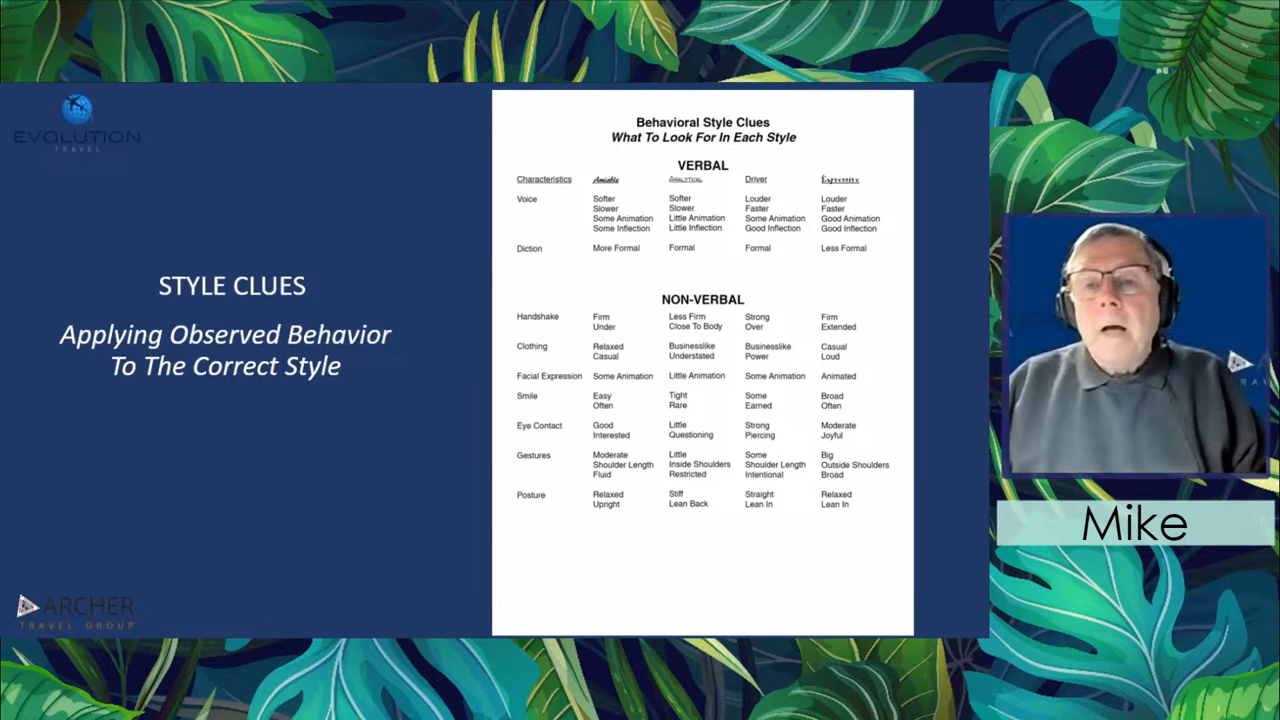 EVOLUTION
TRAVEL
STYLE CLUES
Applying Observed Behavior
To The Correct Style
ARCHER
TRAVEL GROUP
Behavioral Style Clues
What To Look For In Each Style
VERBAL
Characteristics Amiable ANALYTICAL Driver Expressive
Voice Softer Softer Louder Louder
Slower Slower Faster Faster
Some Animation Little Animation Some Animation Good Animation
Some Inflection Little Inflection Good Inflection Good Inflection
Diction More Formal Formal Formal Less Formal
NON-VERBAL
Handshake Firm Less Firm Strong Firm
Under Close To Body Over Extended
Clothing Relaxed Businesslike Businesslike Casual
Casual Understated Power Loud
Facial Expression Some Animation Little Animation Some Animation Animated
Smile Easy Tight Some Broad
Often Rare Earned Often
Eye Contact Good Little Strong Moderate
Interested Questioning Piercing Joyful
Gestures Moderate Little Some Big
Shoulder Length Inside Shoulders Shoulder Length Outside Shoulders
Fluid Restricted Intentional Broad
Posture Relaxed Stiff Straight Relaxed
Upright Lean Back Lean In Lean In
Mike